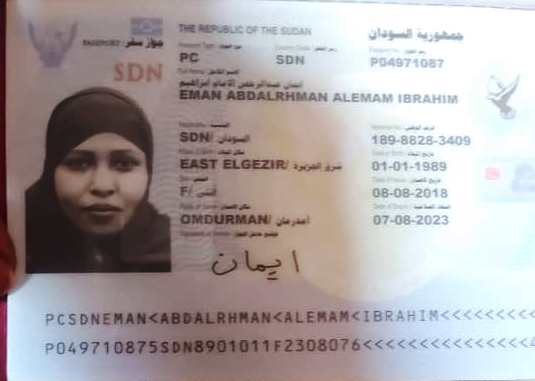 THE REPUBLIC OF THE SUDAN جمهورية السودان
PASSPORT/ جواز سفر
PC SDN P04971087
SDN
ايمان عبدالرحمن الامام ابراهيم
EMAN ABDALRHMAN ALEMAM IBRAHIM
SDN/ السودان 189-8828-3409
EAST ELGEZIR/ شرق الجزيرة 01-01-1989
F/ أنثى 08-08-2018
OMDURMAN/ أمدرمان 07-08-2023
ايمان
PCSDNEMAN<ABDALRHMAN<ALEMAM<IBRAHIM<<<<<<<<
P049710875SDN8901011F2308076<<<<<<<<<<<<<<4